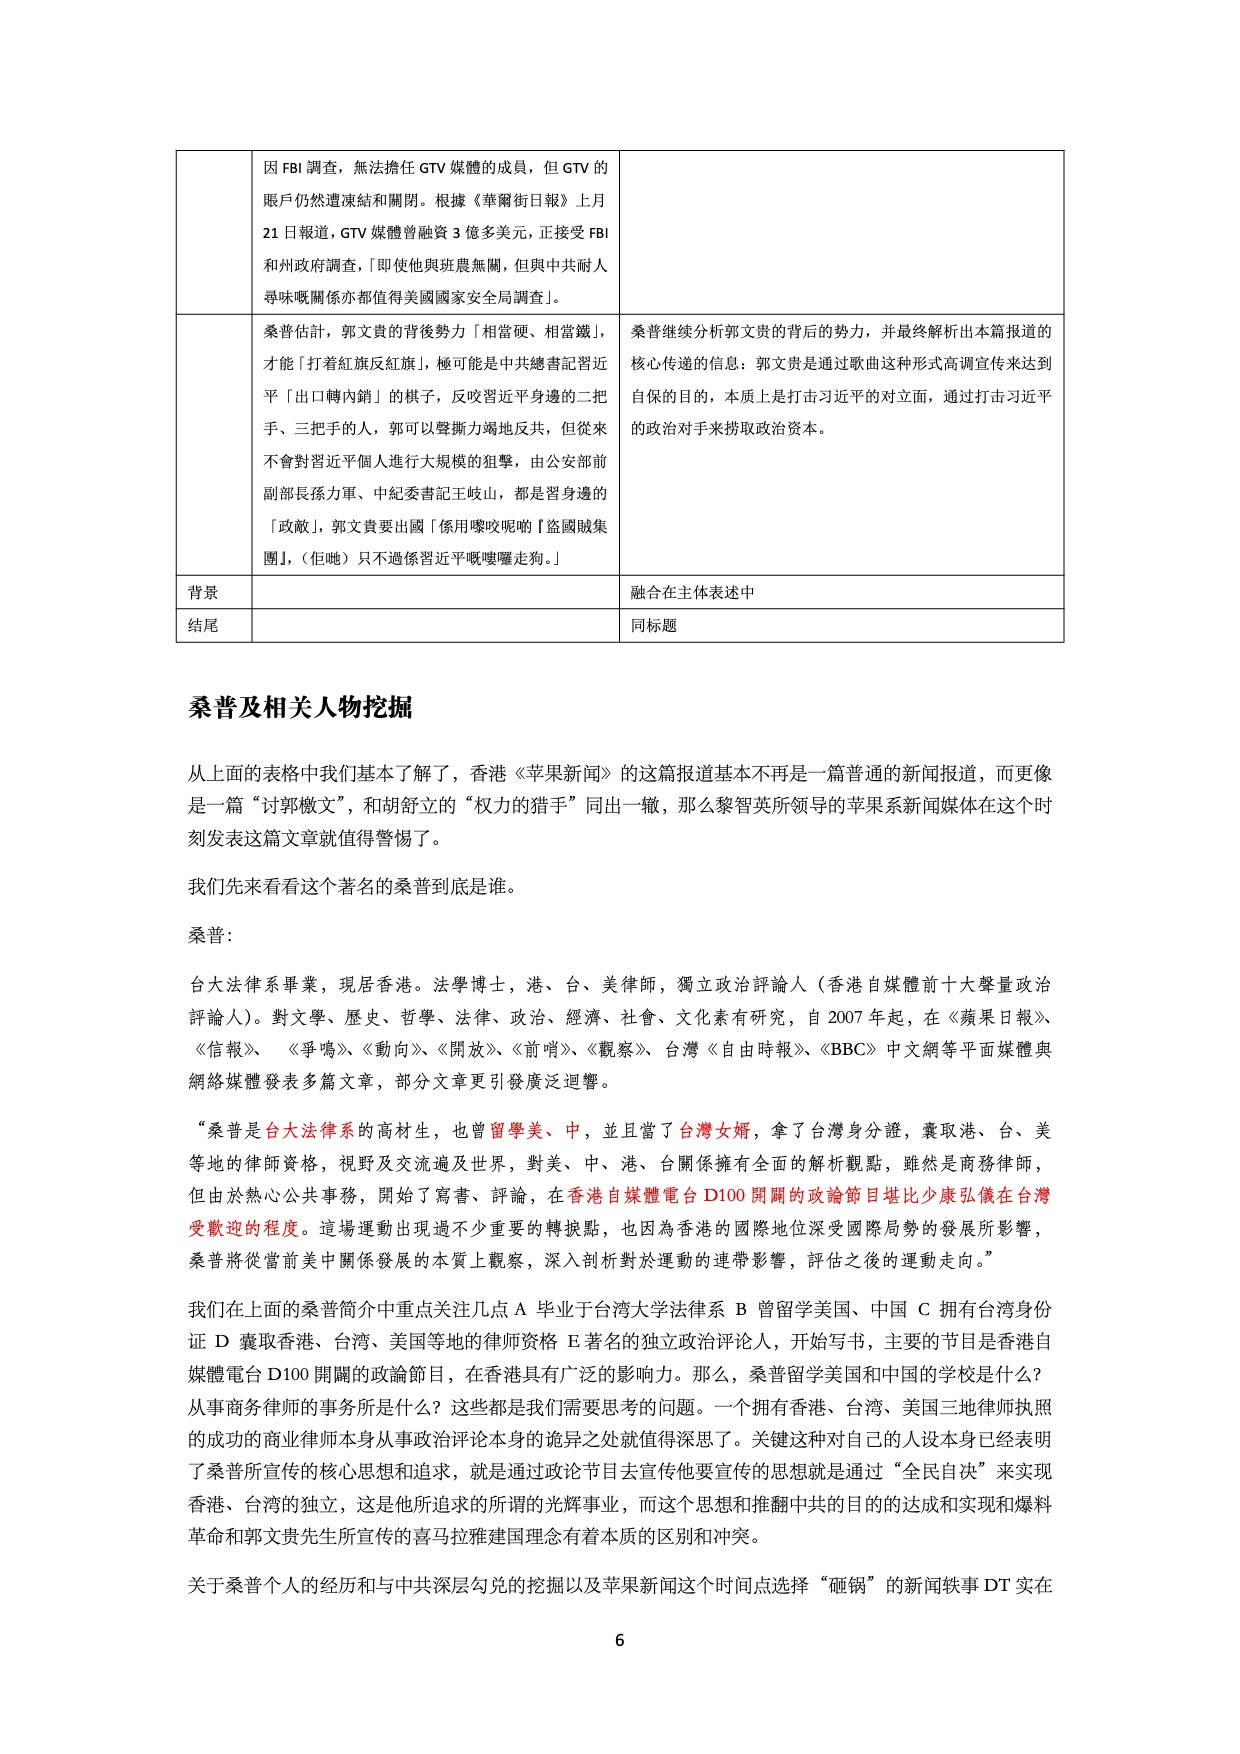 因 FBI 調查，無法擔任 GTV 媒體的成員，但 GTV 的
賬戶仍然遭凍結和關閉。根據《華爾街日報》上月
21 日報道，GTV 媒體曾融資 3 億多美元，正接受 FBI
和州政府調查，「即使他與班農無關，但與中共耐人
尋味嘅關係亦都值得美國國家安全局調查」。
桑普估計，郭文貴的背後勢力「相當硬、相當鐵」，
才能「打着紅旗反紅旗」，極可能是中共總書記習近
平「出口轉內銷」的棋子，反咬習近平身邊的二把
手、三把手的人，郭可以聲撕力竭地反共，但從來
不會對習近平個人進行大規模的狙擊，由公安部前
副部長孫力軍、中紀委書記王岐山，都是習身邊的
「政敵」，郭文貴要出國「係用嚟咬呢啲『盜國賊集
團』，（佢哋）只不過係習近平嘅嘍囉走狗。」
桑普继续分析郭文贵的背后的势力，并最终解析出本篇报道的
核心传递的信息：郭文贵是通过歌曲这种形式高调宣传来达到
自保的目的，本质上是打击习近平的对立面，通过打击习近平
的政治对手来捞取政治资本。
背景
融合在主体表述中
结尾
同标题
桑普及相关人物挖掘
从上面的表格中我们基本了解了，香港《苹果新闻》的这篇报道基本不再是一篇普通的新闻报道，而更像
是一篇“讨郭檄文”，和胡舒立的“权力的猎手”同出一辙，那么黎智英所领导的苹果系新闻媒体在这个时
刻发表这篇文章就值得警惕了。
我们先来看看这个著名的桑普到底是谁。
桑普：
台大法律系畢業，現居香港。法學博士，港、台、美律師，獨立政治評論人（香港自媒體前十大聲量政治
評論人）。對文學、歷史、哲學、法律、政治、經濟、社會、文化素有研究，自 2007 年起，在《蘋果日報》、
《信報》、 《爭鳴》、《動向》、《開放》、《前哨》、《觀察》、台灣《自由時報》、《BBC》中文網等平面媒體與
網絡媒體發表多篇文章，部分文章更引發廣泛迴響。
“桑普是台大法律系的高材生，也曾留學美、中，並且當了台灣女婿，拿了台灣身分證，囊取港、台、美
等地的律師資格，視野及交流遍及世界，對美、中、港、台關係擁有全面的解析觀點，雖然是商務律師，
但由於熱心公共事務，開始了寫書、評論，在香港自媒體電台 D100 開闢的政論節目堪比少康弘儀在台灣
受歡迎的程度。這場運動出現過不少重要的轉捩點，也因為香港的國際地位深受國際局勢的發展所影響，
桑普將從當前美中關係發展的本質上觀察，深入剖析對於運動的連帶影響，評估之後的運動走向。”
我们在上面的桑普简介中重点关注几点 A 毕业于台湾大学法律系 B 曾留学美国、中国 C 拥有台湾身份
证 D 囊取香港、台湾、美国等地的律师资格 E 著名的独立政治评论人，开始写书，主要的节目是香港自
媒體電台 D100 開闢的政論節目，在香港具有广泛的影响力。那么，桑普留学美国和中国的学校是什么？
从事商务律师的事务所是什么？这些都是我们需要思考的问题。一个拥有香港、台湾、美国三地律师执照
的成功的商业律师本身从事政治评论本身的诡异之处就值得深思了。关键这种对自己的人设本身已经表明
了桑普所宣传的核心思想和追求，就是通过政论节目去宣传他要宣传的思想就是通过“全民自决”来实现
香港、台湾的独立，这是他所追求的所谓的光辉事业，而这个思想和推翻中共的目的的达成和实现和爆料
革命和郭文贵先生所宣传的喜马拉雅建国理念有着本质的区别和冲突。
关于桑普个人的经历和与中共深层勾兑的挖掘以及苹果新闻这个时间点选择“砸锅”的新闻轶事 DT 实在
6